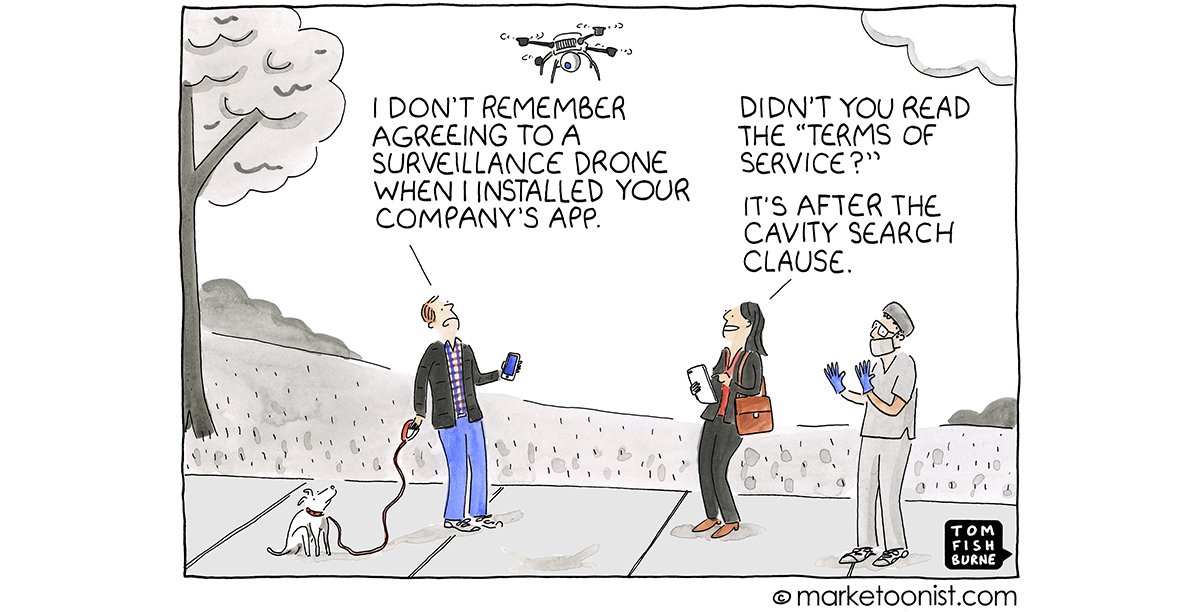 I DON'T REMEMBER
AGREEING TO A
SURVEILLANCE DRONE
WHEN I INSTALLED YOUR
COMPANY'S APP.
DIDN'T YOU READ
THE "TERMS OF
SERVICE?"
IT'S AFTER THE
CAVITY SEARCH
CLAUSE.
TOM
FISH
BURNE
© marketoonist.com